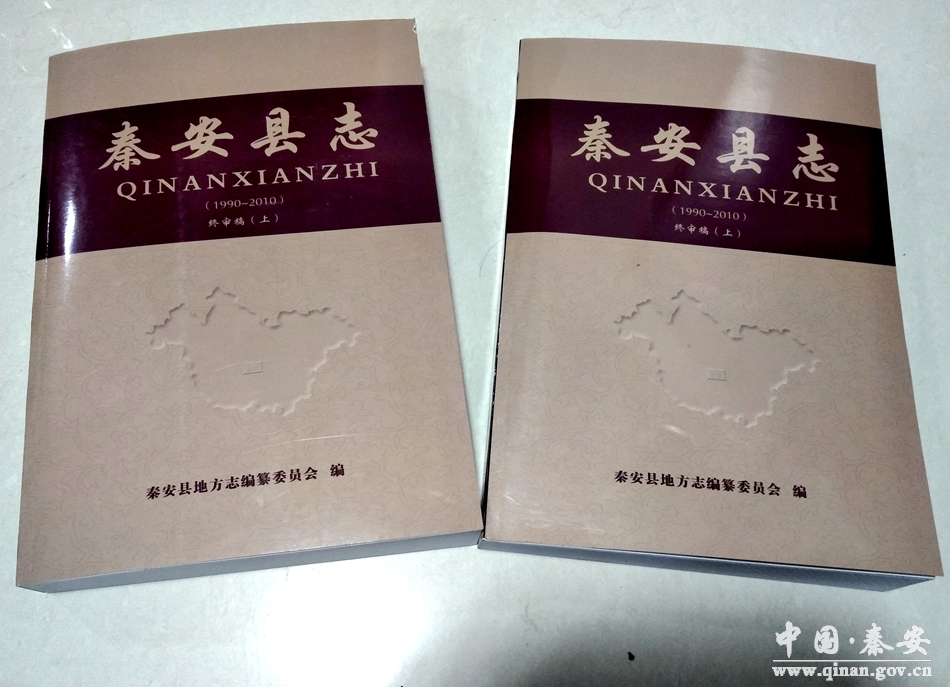 秦安县志
QINANXIANZHI
（1990~2010）
终审稿（上）
秦安县地方志编纂委员会 编
秦安县志
QINANXIANZHI
（1990~2010）
终审稿（上）
秦安县地方志编纂委员会 编
中国·秦安
www.qinan.gov.cn